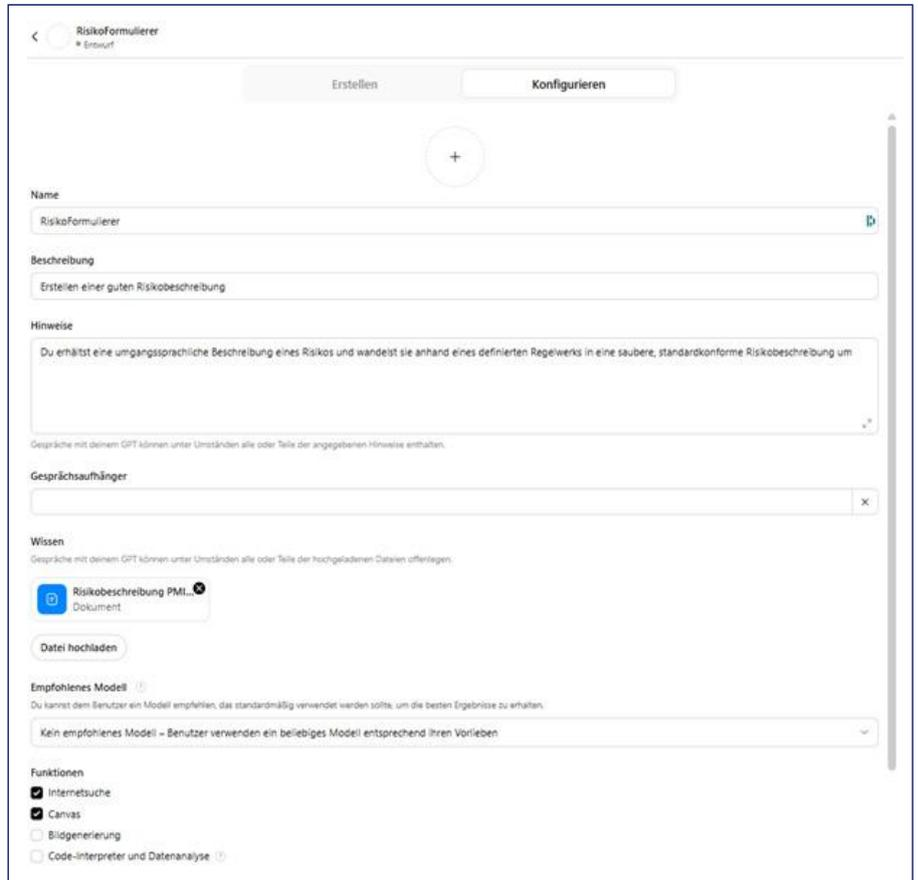 RisikoFormulierer
Entwurf
Erstellen
Konfigurieren
+
Name
RisikoFormulierer
Beschreibung
Erstellen einer guten Risikobeschreibung
Hinweise
Du erhältst eine umgangssprachliche Beschreibung eines Risikos und wandelst sie anhand eines definierten Regelwerks in eine saubere, standardkonforme Risikobeschreibung um
Gespräche mit deinem GPT können unter Umständen alle oder Teile der angegebenen Hinweise enthalten.
Gesprächsaufhänger
Wissen
Gespräche mit deinem GPT können unter Umständen alle oder Teile der hochgeladenen Dateien offenlegen.
Risikobeschreibung PMI...
Dokument
Datei hochladen
Empfohlenes Modell
Du kannst dem Benutzer ein Modell empfehlen, das standardmäßig verwendet werden sollte, um die besten Ergebnisse zu erhalten.
Kein empfohlenes Modell – Benutzer verwenden ein beliebiges Modell entsprechend ihren Vorlieben
Funktionen
Internetsuche
Canvas
Bildgenerierung
Code-Interpreter und Datenanalyse